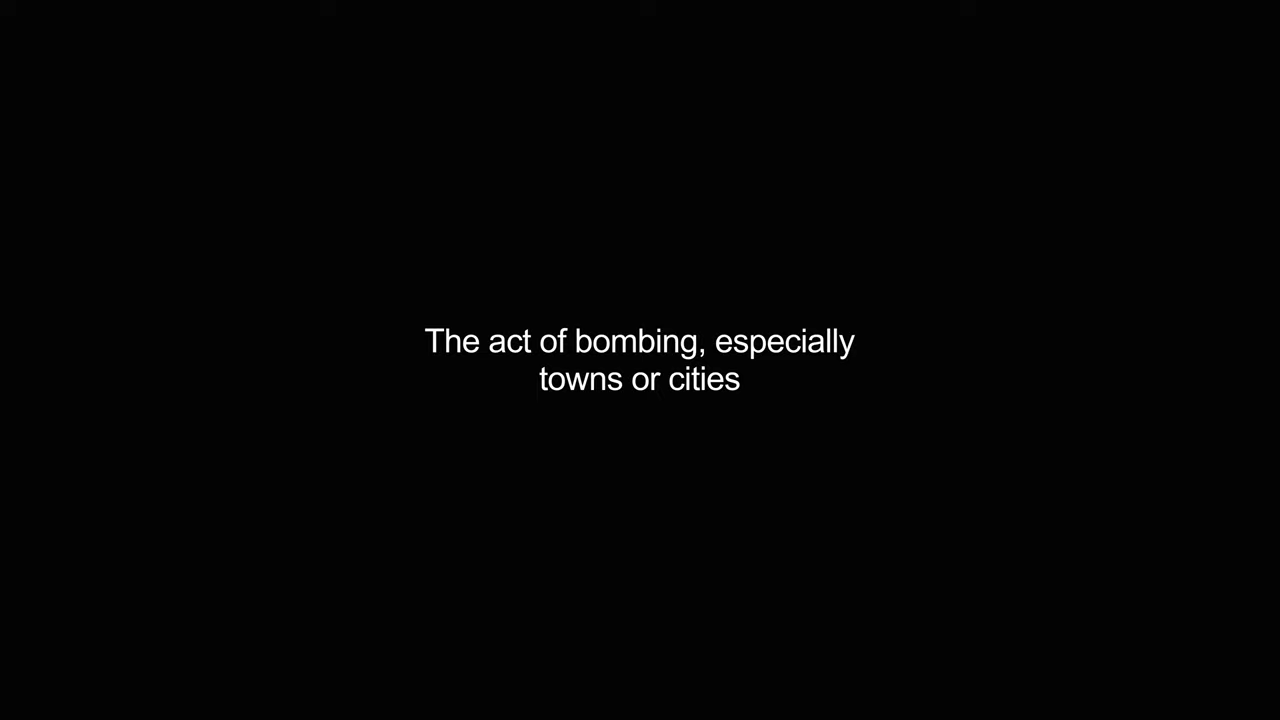 The act of bombing, especially
towns or cities